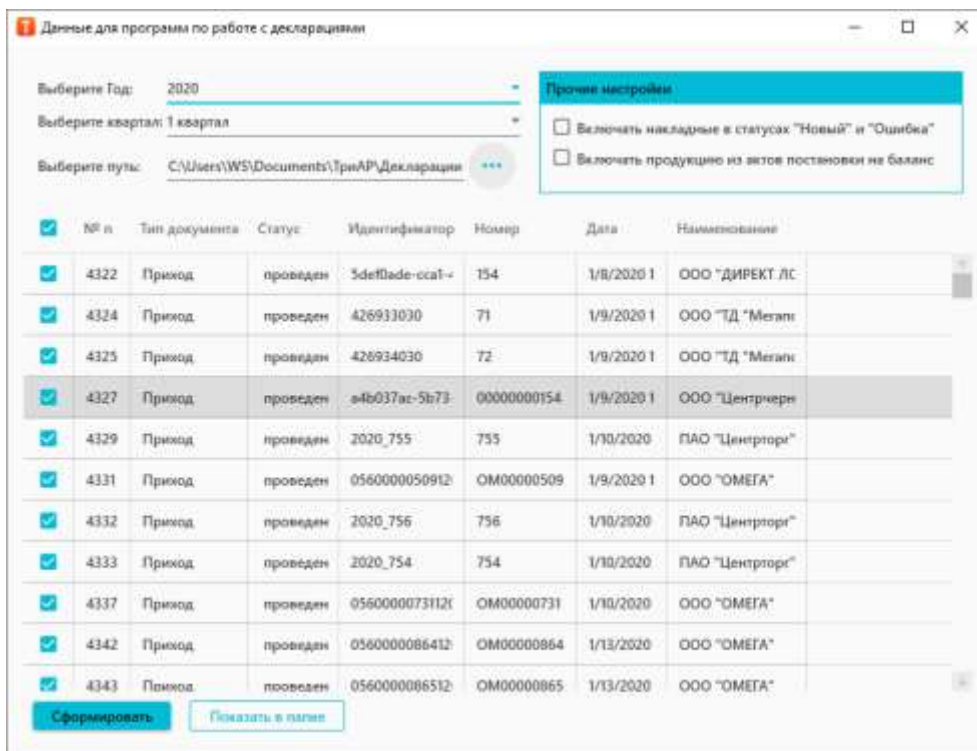 Данные для программ по работе с декларациями
Выберите Год: 2020
Прочие настройки
Выберите квартал: 1 квартал
Включать накладные в статусах "Новый" и "Ошибка"
Выберите путь: C:\Users\WS\Documents\ТриАР\Декларации
Включать продукцию из актов постановки на баланс
№ п Тип документа Статус Идентификатор Номер Дата Наименование
4322 Приход проведен 5def0ade-cca1-4 154 1/8/2020 1 ООО "ДИРЕКТ ЛО
4324 Приход проведен 426933030 71 1/9/2020 1 ООО "ТД "Мегапо
4325 Приход проведен 426934030 72 1/9/2020 1 ООО "ТД "Мегапо
4327 Приход проведен a4b037ac-5b73 00000000154 1/9/2020 1 ООО "Центрчерн
4329 Приход проведен 2020_755 755 1/10/2020 ПАО "Центрторг"
4331 Приход проведен 0560000050912 ОМ00000509 1/9/2020 1 ООО "ОМЕГА"
4332 Приход проведен 2020_756 756 1/10/2020 ПАО "Центрторг"
4333 Приход проведен 2020_754 754 1/10/2020 ПАО "Центрторг"
4337 Приход проведен 0560000073112 ОМ00000731 1/10/2020 ООО "ОМЕГА"
4342 Приход проведен 0560000086412 ОМ00000864 1/13/2020 ООО "ОМЕГА"
4343 Приход проведен 0560000086512 ОМ00000865 1/13/2020 ООО "ОМЕГА"
Сформировать Показать в папке